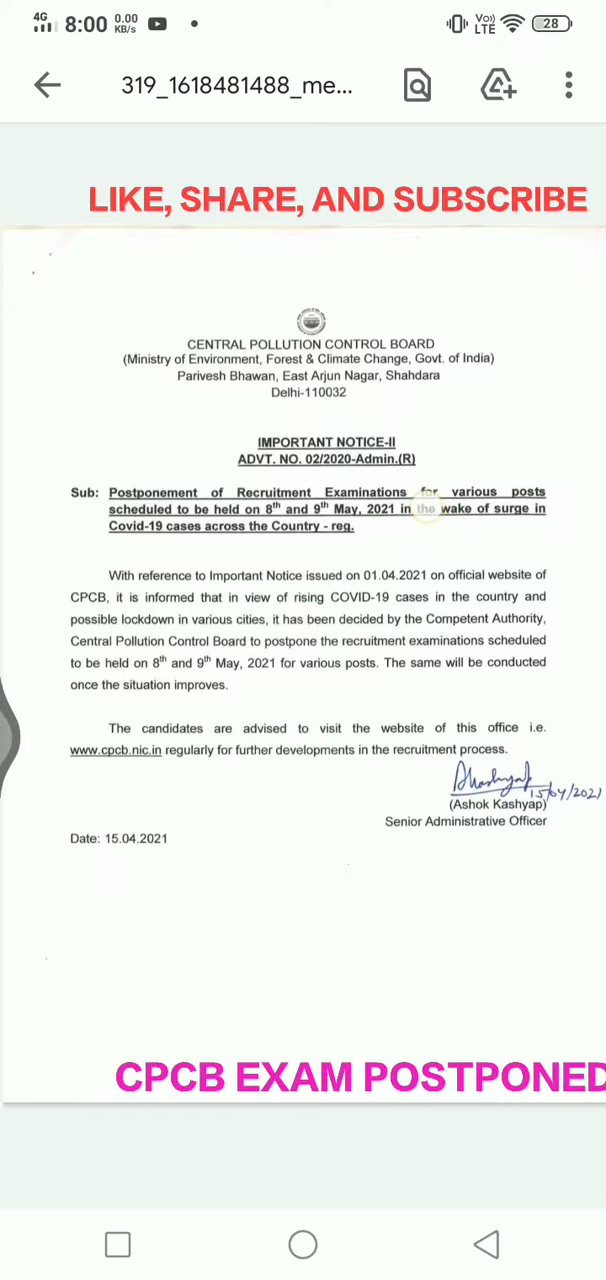 4G 8:00 0.00 KB/s Vo)) LTE 28
319_1618481488_me...
LIKE, SHARE, AND SUBSCRIBE
CENTRAL POLLUTION CONTROL BOARD
(Ministry of Environment, Forest & Climate Change, Govt. of India)
Parivesh Bhawan, East Arjun Nagar, Shahdara
Delhi-110032
IMPORTANT NOTICE-II
ADVT. NO. 02/2020-Admin.(R)
Sub: Postponement of Recruitment Examinations for various posts
scheduled to be held on 8th and 9th May, 2021 in the wake of surge in
Covid-19 cases across the Country - reg.
With reference to Important Notice issued on 01.04.2021 on official website of
CPCB, it is informed that in view of rising COVID-19 cases in the country and
possible lockdown in various cities, it has been decided by the Competent Authority,
Central Pollution Control Board to postpone the recruitment examinations scheduled
to be held on 8th and 9th May, 2021 for various posts. The same will be conducted
once the situation improves.
The candidates are advised to visit the website of this office i.e.
www.cpcb.nic.in regularly for further developments in the recruitment process.
15/04/2021
(Ashok Kashyap)
Senior Administrative Officer
Date: 15.04.2021
CPCB EXAM POSTPONED